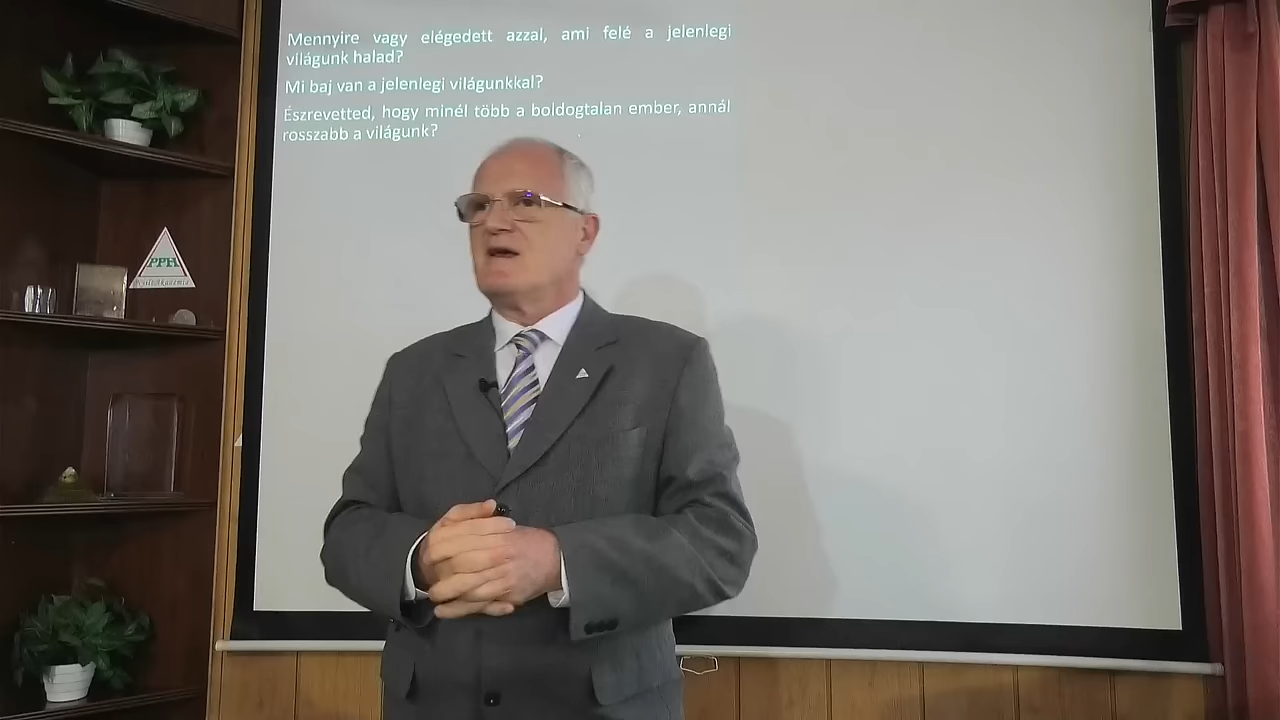 Mennyire vagy elégedett azzal, ami felé a jelenlegi
világunk halad?
Mi baj van a jelenlegi világunkkal?
Észrevetted, hogy minél több a boldogtalan ember, annál
rosszabb a világunk?
PPH